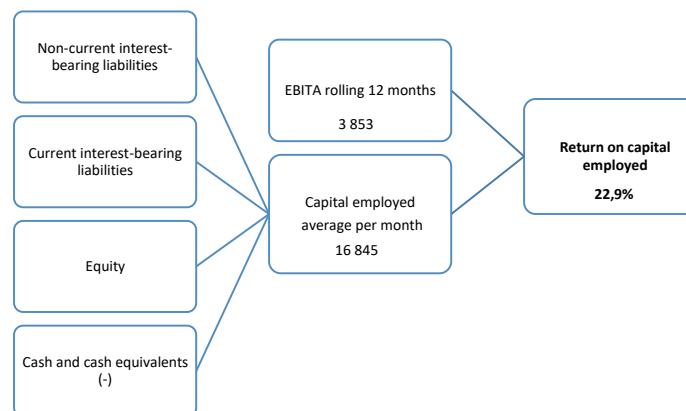 Non-current interest-
bearing liabilities
Current interest-bearing
liabilities
Equity
Cash and cash equivalents
(-)
EBITA rolling 12 months
3 853
Capital employed
average per month
16 845
Return on capital
employed
22,9%